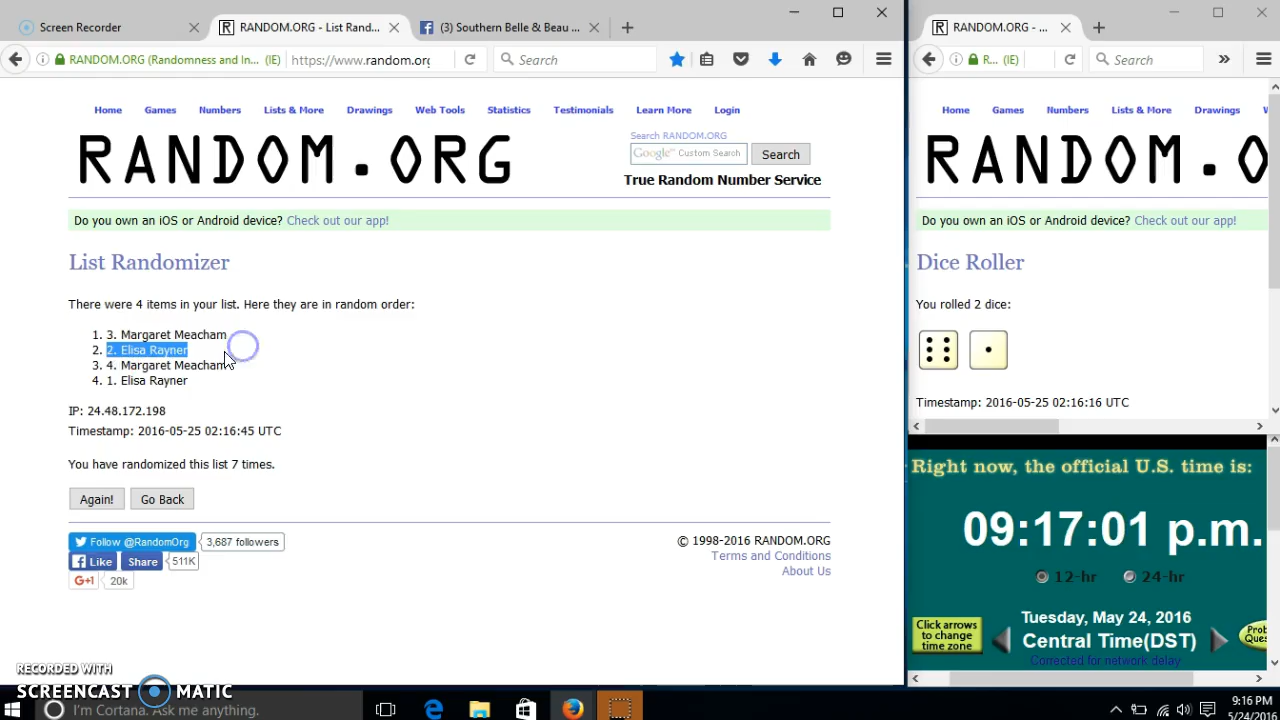 Screen Recorder
RANDOM.ORG - List Rand...
(3) Southern Belle & Beau ...
RANDOM.ORG (Randomness and In... (IE)
https://www.random.org
Search
Home Games Numbers Lists & More Drawings Web Tools Statistics Testimonials Learn More Login
RANDOM.ORG
Search RANDOM.ORG
Google™ Custom Search
Search
True Random Number Service
Do you own an iOS or Android device? Check out our app!
List Randomizer
There were 4 items in your list. Here they are in random order:
1. 3. Margaret Meacham
2. 2. Elisa Rayner
3. 4. Margaret Meacham
4. 1. Elisa Rayner
IP: 24.48.172.198
Timestamp: 2016-05-25 02:16:45 UTC
You have randomized this list 7 times.
Again! Go Back
Follow @RandomOrg 3,687 followers
Like Share 511K
G+1 20k
© 1998-2016 RANDOM.ORG
Terms and Conditions
About Us
RANDOM.ORG - ...
R... (IE)
Search
Home Games Numbers Lists & More Drawings W
RANDOM.O
Do you own an iOS or Android device? Check out our app!
Dice Roller
You rolled 2 dice:
Timestamp: 2016-05-25 02:16:16 UTC
Right now, the official U.S. time is:
09:17:01 p.m.
12-hr 24-hr
Click arrows
to change
time zone
Tuesday, May 24, 2016
Central Time(DST)
Corrected for network delay
Prob
Ques
RECORDED WITH
SCREENCAST MATIC
I'm Cortana. Ask me anything.
9:16 PM
5/24/2016